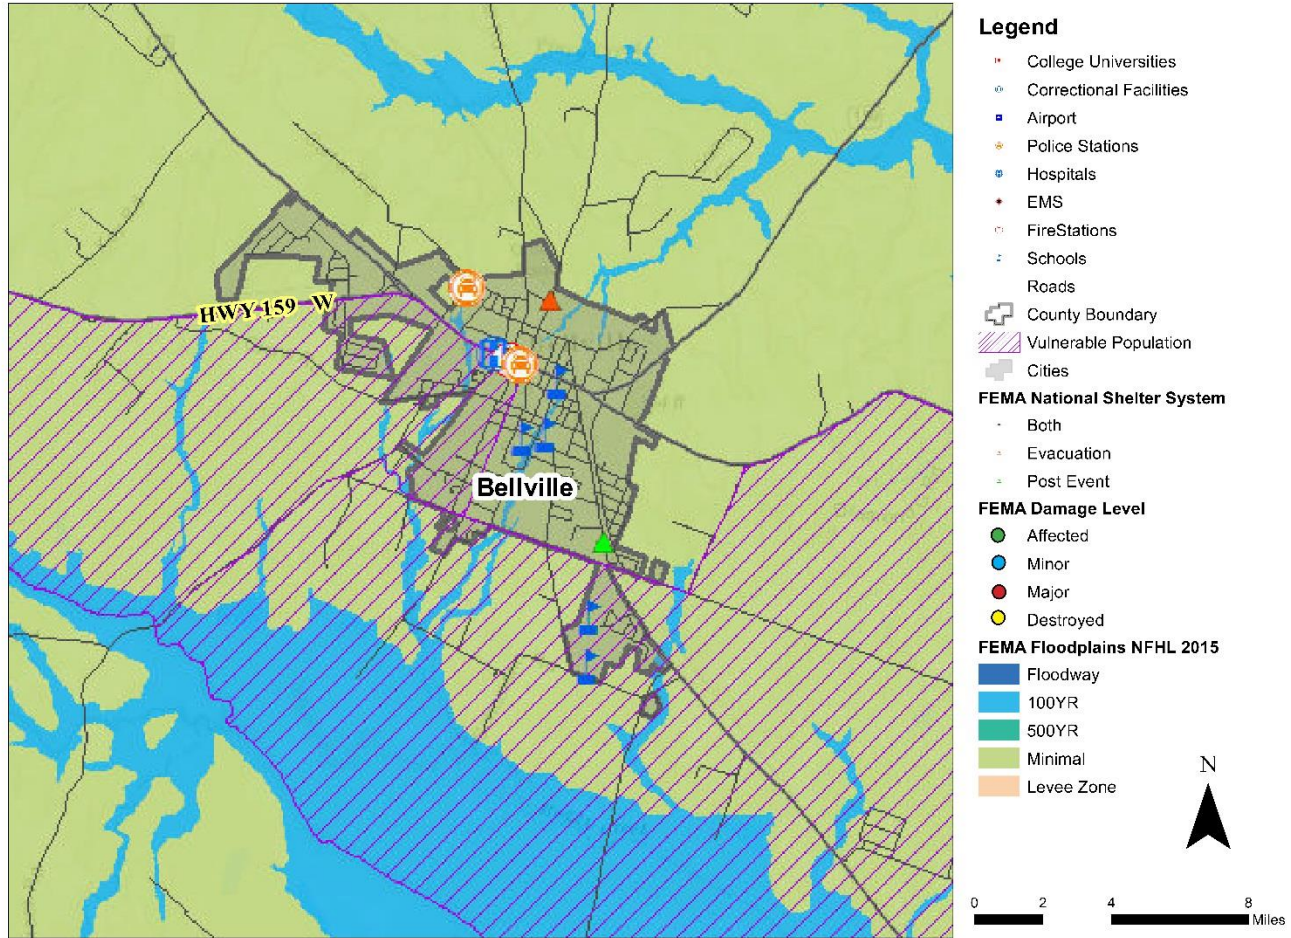 HWY 159 W
Bellville
Legend
College Universities
Correctional Facilities
Airport
Police Stations
Hospitals
EMS
FireStations
Schools
Roads
County Boundary
Vulnerable Population
Cities
FEMA National Shelter System
Both
Evacuation
Post Event
FEMA Damage Level
Affected
Minor
Major
Destroyed
FEMA Floodplains NFHL 2015
Floodway
100YR
500YR
Minimal
Levee Zone
N
0 2 4 8
Miles